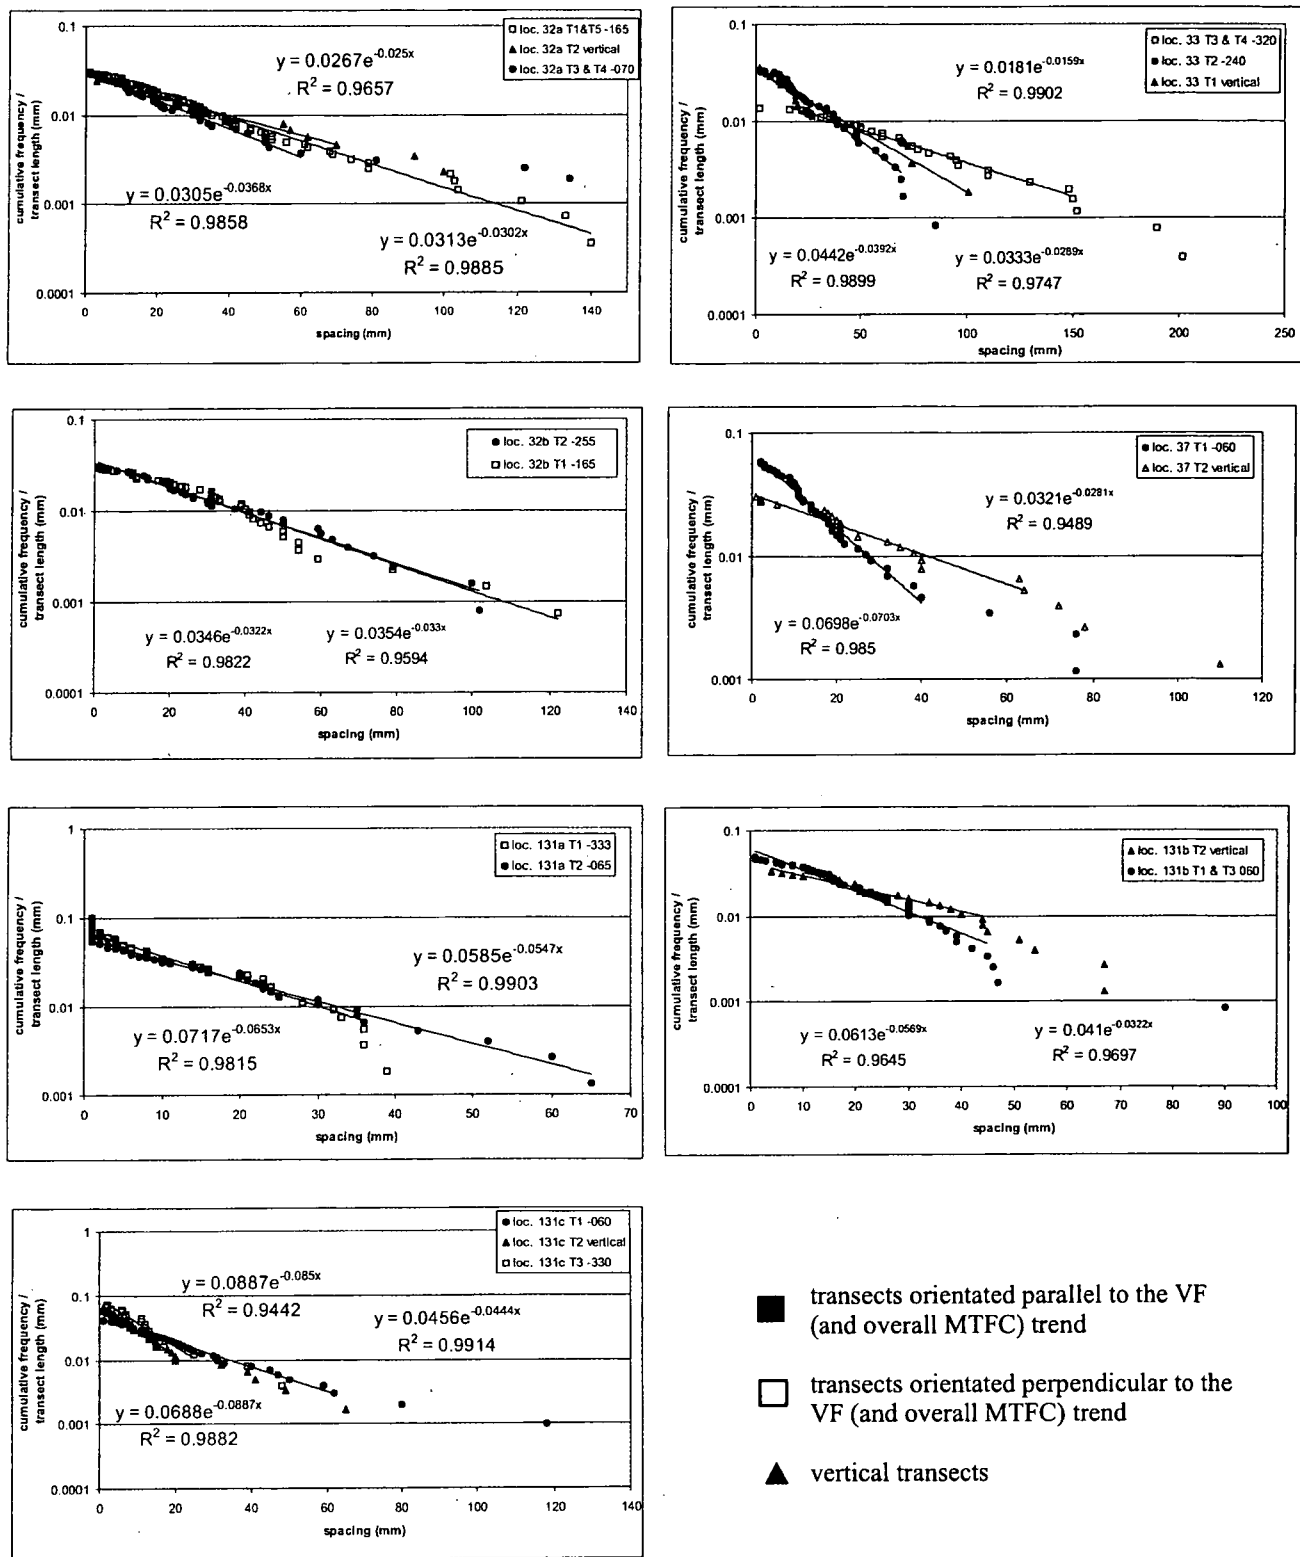 cumulative frequency /
transect length (mm)
0.1
0.01
0.001
0.0001
0 20 40 60 80 100 120 140
spacing (mm)
loc. 32a T1&T5 -165
loc. 32a T2 vertical
loc. 32a T3 & T4 -070
y = 0.0267e^-0.025x
R² = 0.9657
y = 0.0305e^-0.0368x
R² = 0.9858
y = 0.0313e^-0.0302x
R² = 0.9885
cumulative frequency /
transect length (mm)
0.1
0.01
0.001
0.0001
0 50 100 150 200 250
spacing (mm)
loc. 33 T3 & T4 -320
loc. 33 T2 -240
loc. 33 T1 vertical
y = 0.0181e^-0.0159x
R² = 0.9902
y = 0.0442e^-0.0392x
R² = 0.9899
y = 0.0333e^-0.0289x
R² = 0.9747
cumulative frequency /
transect length (mm)
0.1
0.01
0.001
0.0001
0 20 40 60 80 100 120 140
spacing (mm)
loc. 32b T2 -255
loc. 32b T1 -165
y = 0.0346e^-0.0322x
R² = 0.9822
y = 0.0354e^-0.033x
R² = 0.9594
cumulative frequency /
transect length (mm)
0.1
0.01
0.001
0 20 40 60 80 100 120
spacing (mm)
loc. 37 T1 -060
loc. 37 T2 vertical
y = 0.0321e^-0.0281x
R² = 0.9489
y = 0.0698e^-0.0703x
R² = 0.985
cumulative frequency /
transect length (mm)
1
0.1
0.01
0.001
0 10 20 30 40 50 60 70
spacing (mm)
loc. 131a T1 -333
loc. 131a T2 -065
y = 0.0585e^-0.0547x
R² = 0.9903
y = 0.0717e^-0.0653x
R² = 0.9815
cumulative frequency /
transect length (mm)
0.1
0.01
0.001
0.0001
0 10 20 30 40 50 60 70 80 90 100
spacing (mm)
loc. 131b T2 vertical
loc. 131b T1 & T3 060
y = 0.0613e^-0.0569x
R² = 0.9645
y = 0.041e^-0.0322x
R² = 0.9697
cumulative frequency /
transect length (mm)
1
0.1
0.01
0.001
0.0001
0 20 40 60 80 100 120 140
spacing (mm)
loc. 131c T1 -060
loc. 131c T2 vertical
loc. 131c T3 -330
y = 0.0887e^-0.085x
R² = 0.9442
y = 0.0456e^-0.0444x
R² = 0.9914
y = 0.0688e^-0.0887x
R² = 0.9882
transects orientated parallel to the VF
(and overall MTFC) trend
transects orientated perpendicular to the
VF (and overall MTFC) trend
vertical transects